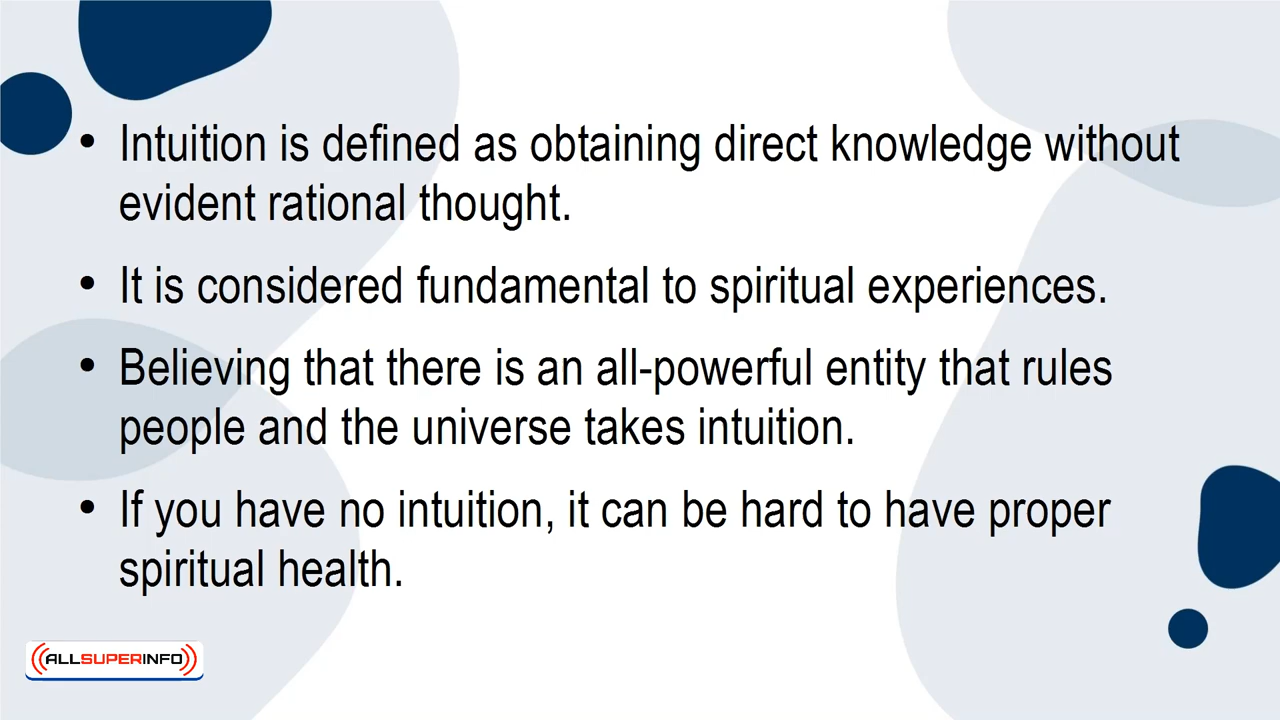 • Intuition is defined as obtaining direct knowledge without
evident rational thought.
• It is considered fundamental to spiritual experiences.
• Believing that there is an all-powerful entity that rules
people and the universe takes intuition.
• If you have no intuition, it can be hard to have proper
spiritual health.
ALLSUPERINFO